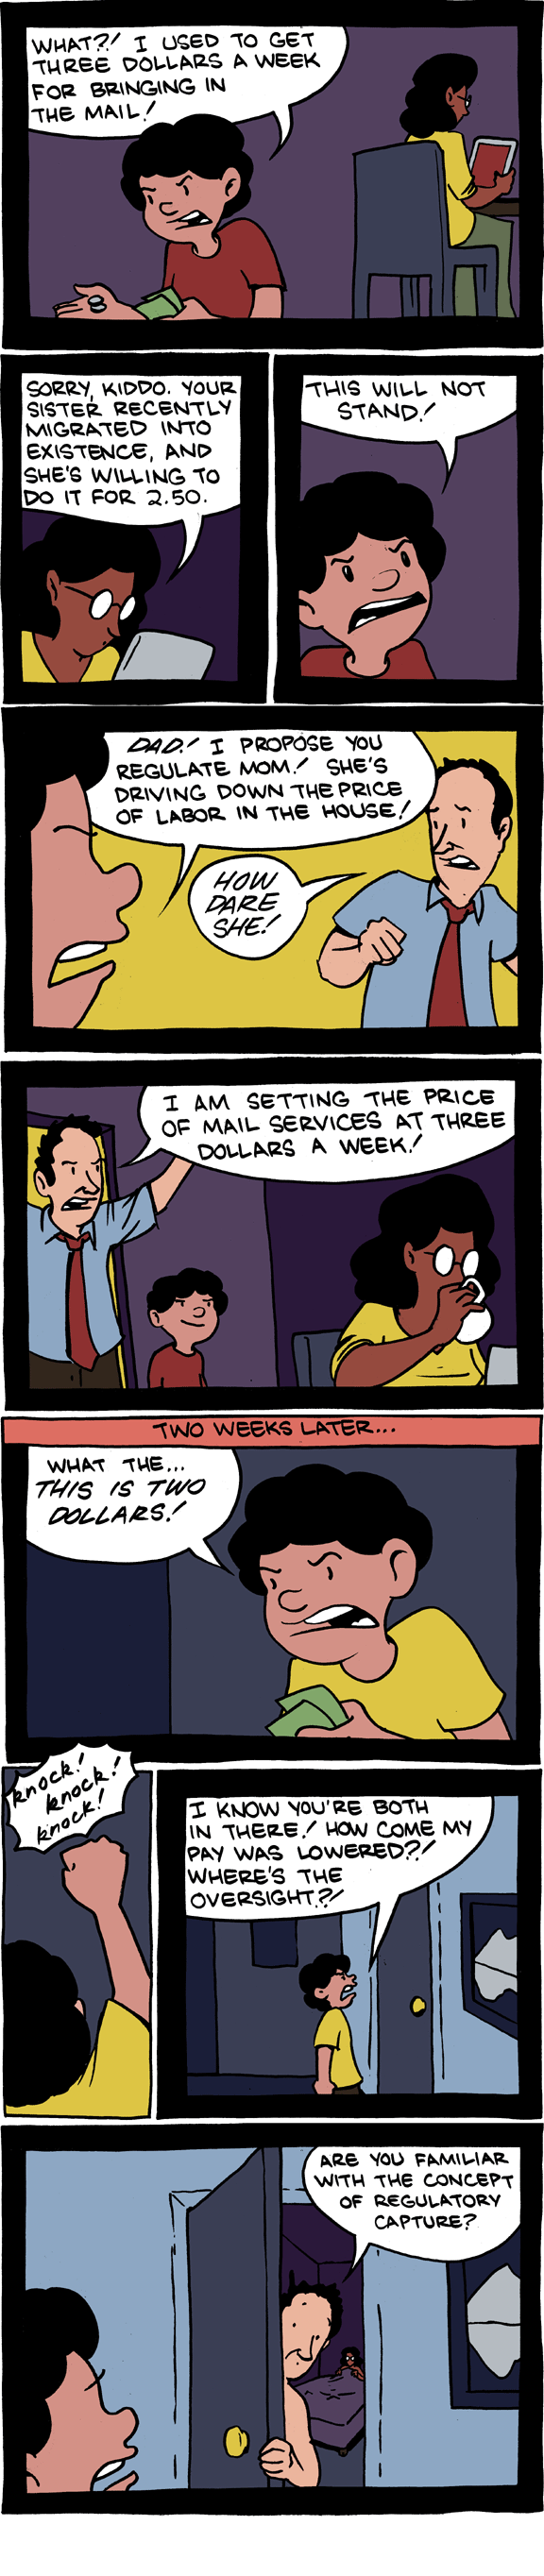 WHAT?! I USED TO GET
THREE DOLLARS A WEEK
FOR BRINGING IN
THE MAIL!
SORRY, KIDDO. YOUR
SISTER RECENTLY
MIGRATED INTO
EXISTENCE, AND
SHE'S WILLING TO
DO IT FOR 2.50.
THIS WILL NOT
STAND!
DAD! I PROPOSE YOU
REGULATE MOM! SHE'S
DRIVING DOWN THE PRICE
OF LABOR IN THE HOUSE!
HOW
DARE
SHE!
I AM SETTING THE PRICE
OF MAIL SERVICES AT THREE
DOLLARS A WEEK!
TWO WEEKS LATER...
WHAT THE...
THIS IS TWO
DOLLARS!
knock!
knock!
knock!
I KNOW YOU'RE BOTH
IN THERE! HOW COME MY
PAY WAS LOWERED?!
WHERE'S THE
OVERSIGHT?!
ARE YOU FAMILIAR
WITH THE CONCEPT
OF REGULATORY
CAPTURE?